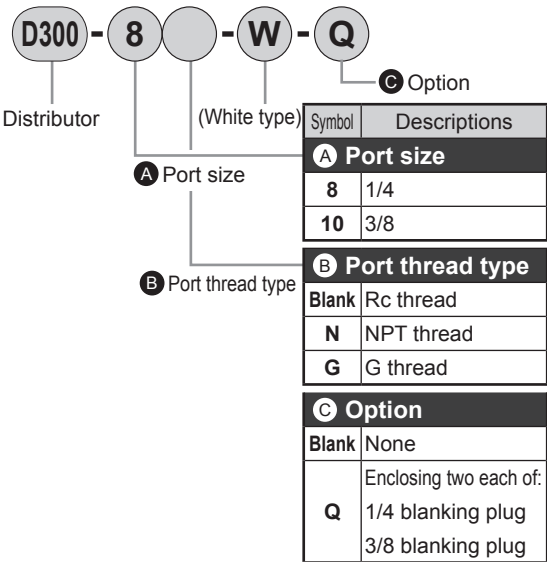 D300 - 8 - W - Q
C Option
Distributor
(White type)
A Port size
B Port thread type
Symbol Descriptions
A Port size
8 1/4
10 3/8
B Port thread type
Blank Rc thread
N NPT thread
G G thread
C Option
Blank None
Q Enclosing two each of:
1/4 blanking plug
3/8 blanking plug